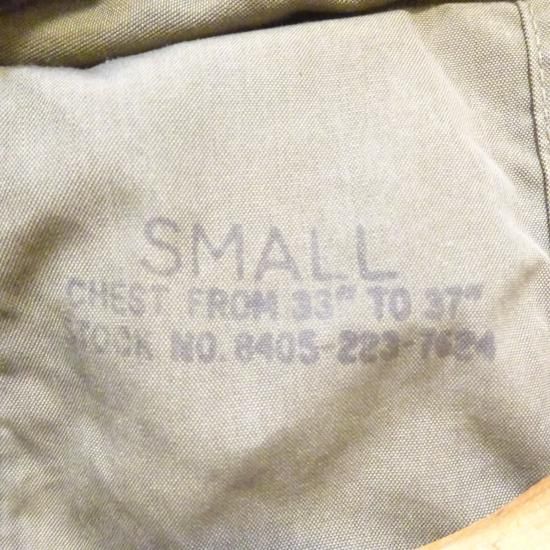 SMALL
CHEST FROM 33" TO 37"
STOCK NO. 8405-223-7624